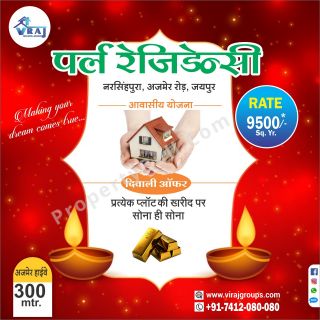 VIRAJ
पर्ल रेजिडेन्सी
नरसिंहपुरा, अजमेर रोड़, जयपुर
आवासीय योजना
Making your
dream comes true...
RATE
9500/-*
Sq. Yr.
दिवाली ऑफर
प्रत्येक प्लॉट की खरीद पर
सोना ही सोना
अजमेर हाईवे
300
mtr.
www.virajgroups.com
+91-7412-080-080